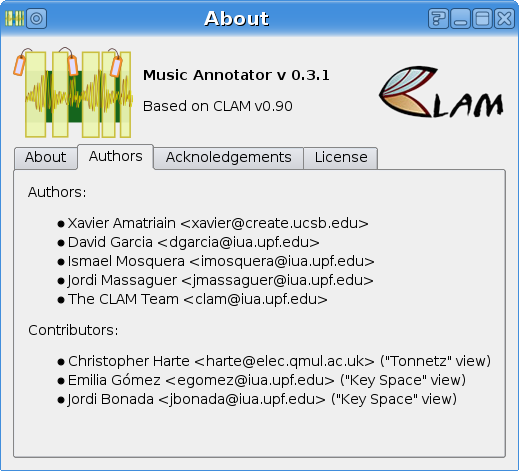 About
Music Annotator v 0.3.1
Based on CLAM v0.90
CLAM
About Authors Acknoledgements License
Authors:
• Xavier Amatriain <xavier@create.ucsb.edu>
• David Garcia <dgarcia@iua.upf.edu>
• Ismael Mosquera <imosquera@iua.upf.edu>
• Jordi Massaguer <jmassaguer@iua.upf.edu>
• The CLAM Team <clam@iua.upf.edu>
Contributors:
• Christopher Harte <harte@elec.qmul.ac.uk> ("Tonnetz" view)
• Emilia Gómez <egomez@iua.upf.edu> ("Key Space" view)
• Jordi Bonada <jbonada@iua.upf.edu> ("Key Space" view)